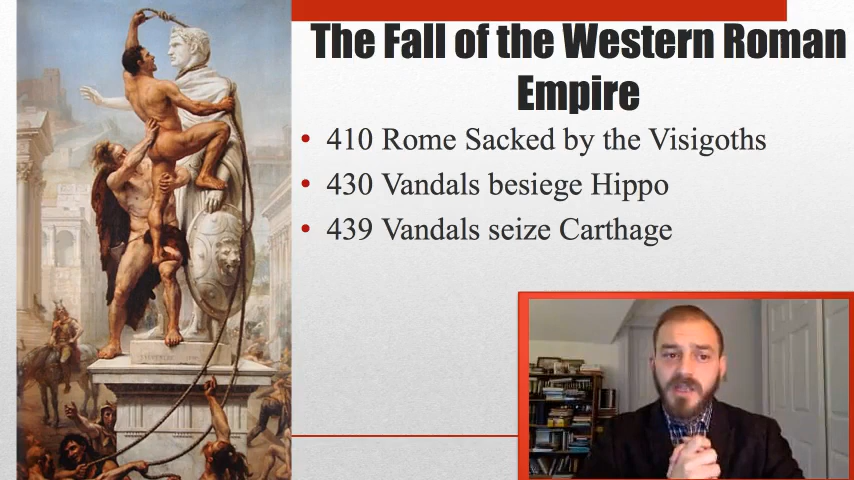 The Fall of the Western Roman
Empire
• 410 Rome Sacked by the Visigoths
• 430 Vandals besiege Hippo
• 439 Vandals seize Carthage